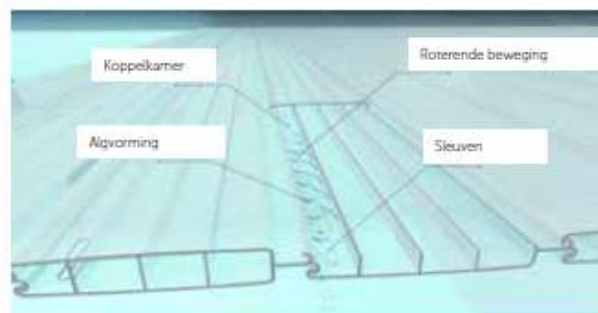 Koppelkamer
Roterende beweging
Algvorming
Sleuven